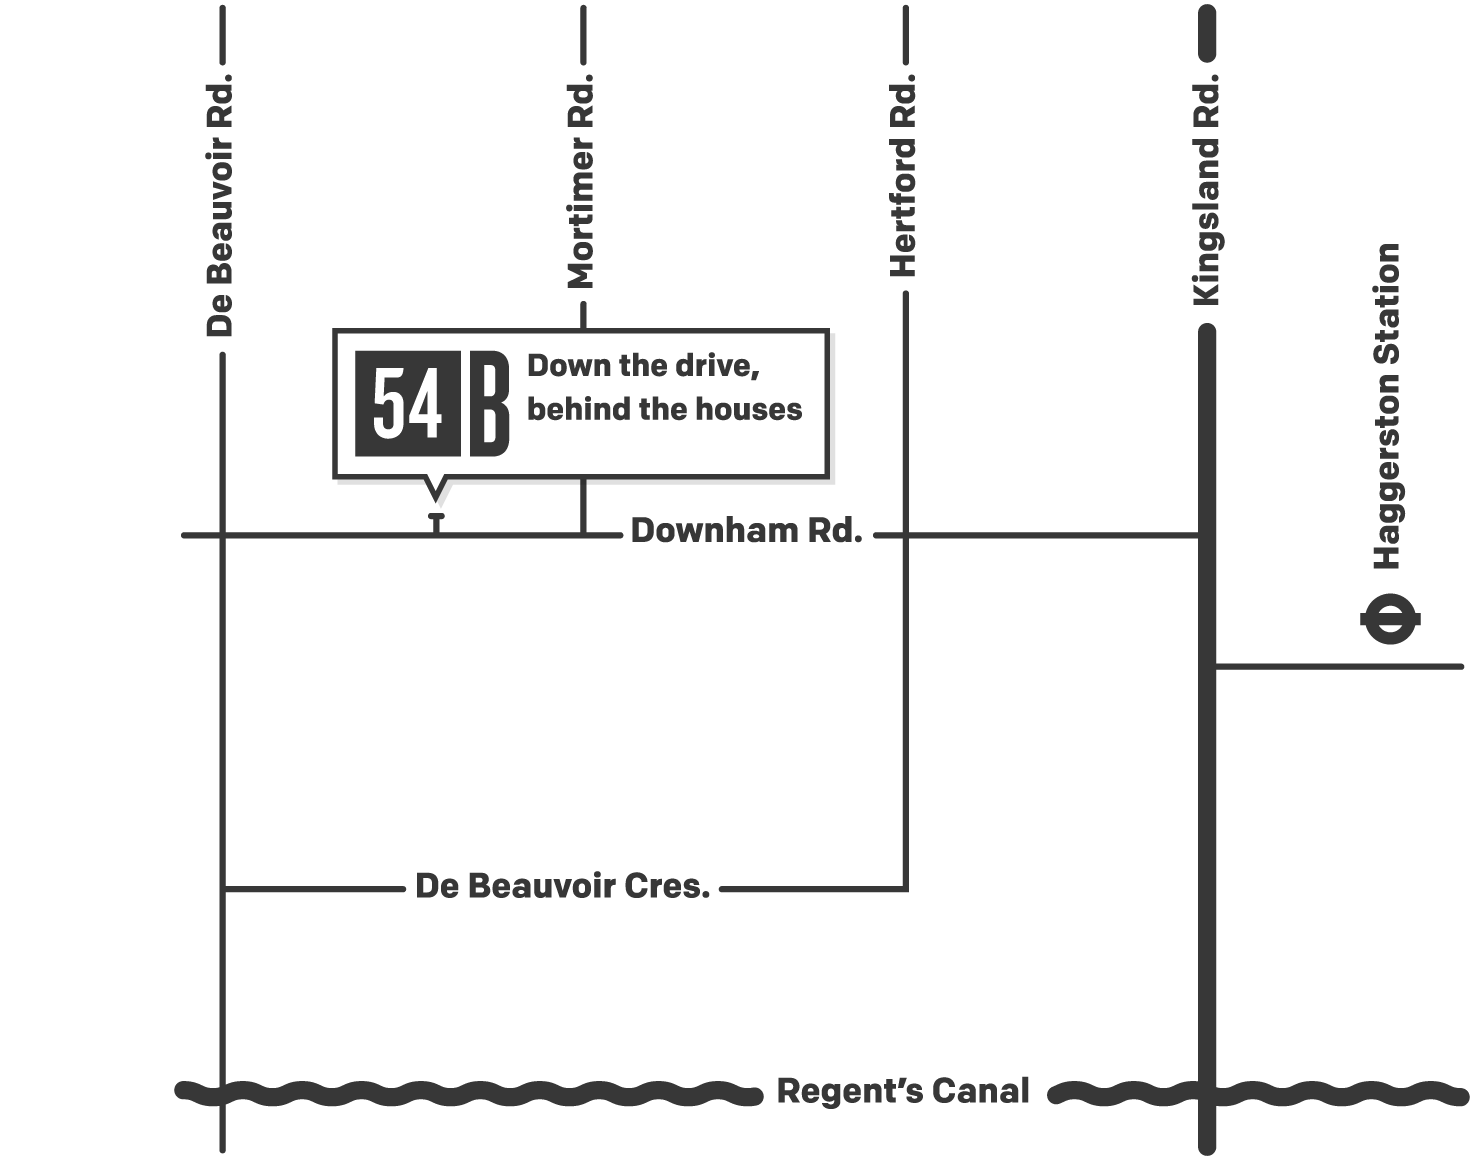 De Beauvoir Rd.
Mortimer Rd.
Hertford Rd.
Kingsland Rd.
Haggerston Station
54 B
Down the drive,
behind the houses
Downham Rd.
De Beauvoir Cres.
Regent’s Canal